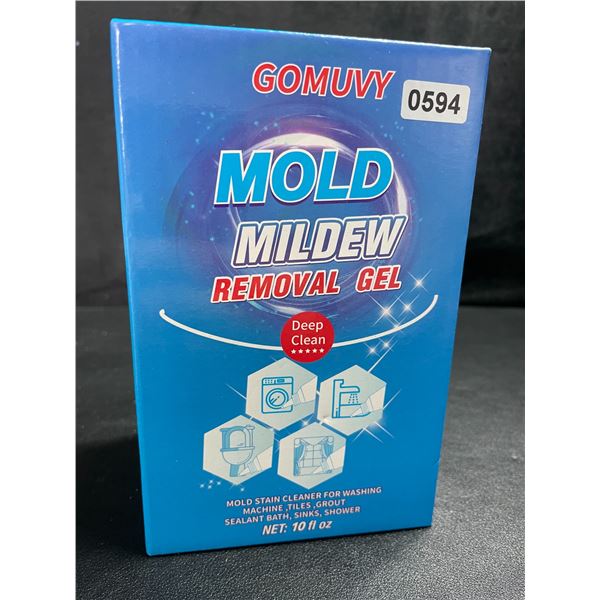 GOMUVY
0594
MOLD
MILDEW
REMOVAL GEL
Deep
Clean
MOLD STAIN CLEANER FOR WASHING
MACHINE ,TILES ,GROUT
SEALANT BATH, SINKS, SHOWER
NET: 10 fl oz